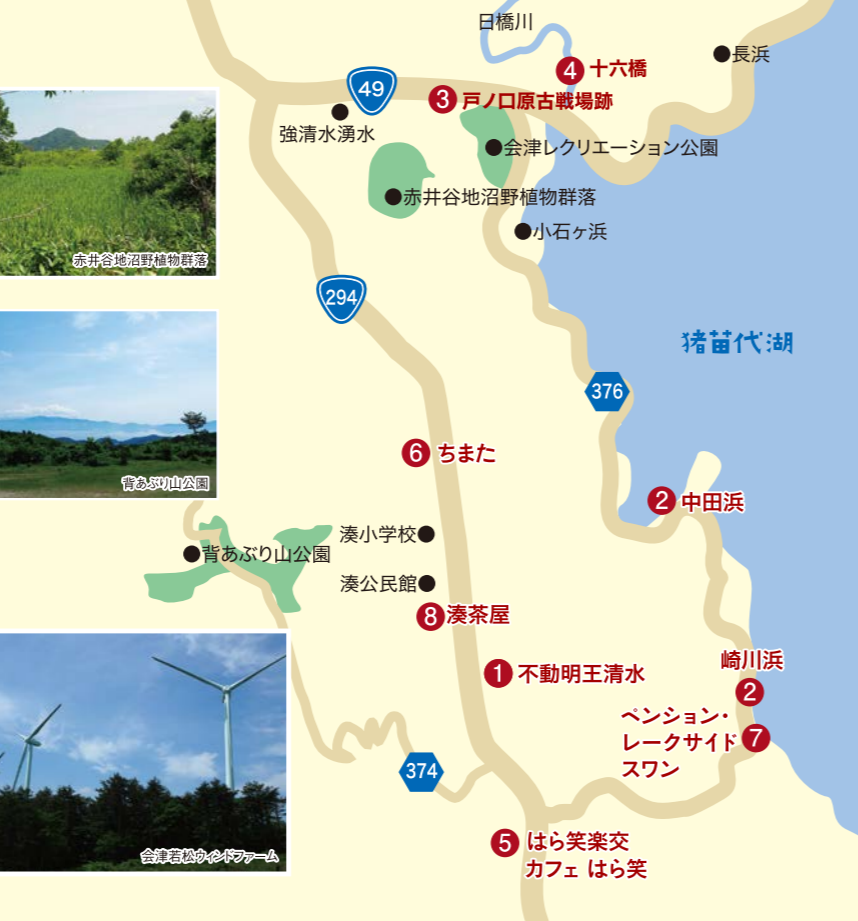 日橋川
長浜
4 十六橋
49
3 戸ノ口原古戦場跡
強清水湧水
会津レクリエーション公園
赤井谷地沼野植物群落
赤井谷地沼野植物群落
小石ヶ浜
294
猪苗代湖
376
6 ちまた
背あぶり山公園
2 中田浜
湊小学校
背あぶり山公園
湊公民館
8 湊茶屋
崎川浜
2
1 不動明王清水
ペンション・
レークサイド
スワン
7
374
5 はら笑楽交
カフェ はら笑
会津若松ウィンドファーム